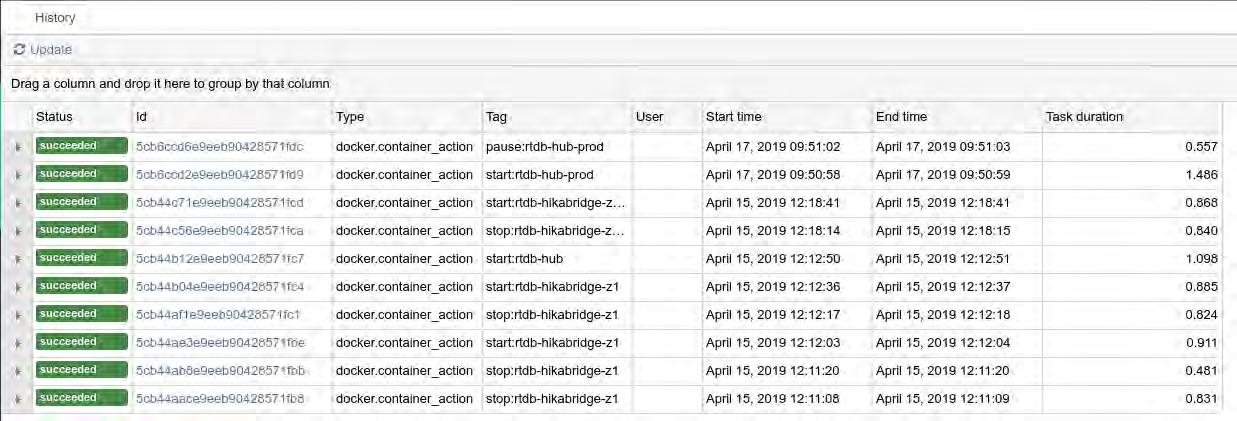 History
Update
Drag a column and drop it here to group by that column
Status Id Type Tag User Start time End time Task duration
succeeded 5cb6ccd6e9eeb90428571fdc docker.container_action pause:rtdb-hub-prod April 17, 2019 09:51:02 April 17, 2019 09:51:03 0.557
succeeded 5cb6ccd2e9eeb90428571fd9 docker.container_action start:rtdb-hub-prod April 17, 2019 09:50:58 April 17, 2019 09:50:59 1.486
succeeded 5cb44c71e9eeb90428571fcd docker.container_action start:rtdb-hikabridge-z... April 15, 2019 12:18:41 April 15, 2019 12:18:41 0.868
succeeded 5cb44c56e9eeb90428571fca docker.container_action stop:rtdb-hikabridge-z... April 15, 2019 12:18:14 April 15, 2019 12:18:15 0.840
succeeded 5cb44b12e9eeb90428571fc7 docker.container_action start:rtdb-hub April 15, 2019 12:12:50 April 15, 2019 12:12:51 1.098
succeeded 5cb44b04e9eeb90428571fc4 docker.container_action start:rtdb-hikabridge-z1 April 15, 2019 12:12:36 April 15, 2019 12:12:37 0.885
succeeded 5cb44af1e9eeb90428571fc1 docker.container_action stop:rtdb-hikabridge-z1 April 15, 2019 12:12:17 April 15, 2019 12:12:18 0.824
succeeded 5cb44ae3e9eeb90428571fbe docker.container_action start:rtdb-hikabridge-z1 April 15, 2019 12:12:03 April 15, 2019 12:12:04 0.911
succeeded 5cb44ab8e9eeb90428571fbb docker.container_action stop:rtdb-hikabridge-z1 April 15, 2019 12:11:20 April 15, 2019 12:11:20 0.481
succeeded 5cb44aace9eeb90428571fb8 docker.container_action stop:rtdb-hikabridge-z1 April 15, 2019 12:11:08 April 15, 2019 12:11:09 0.831